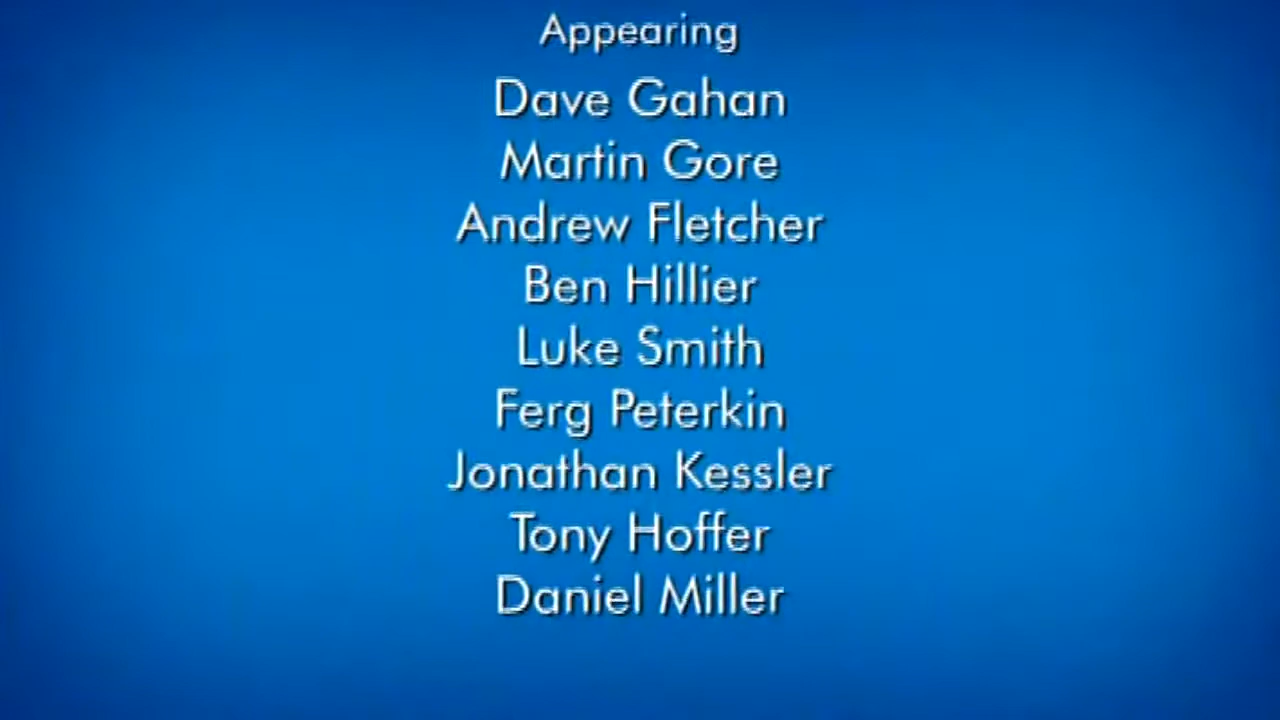 Appearing
Dave Gahan
Martin Gore
Andrew Fletcher
Ben Hillier
Luke Smith
Ferg Peterkin
Jonathan Kessler
Tony Hoffer
Daniel Miller